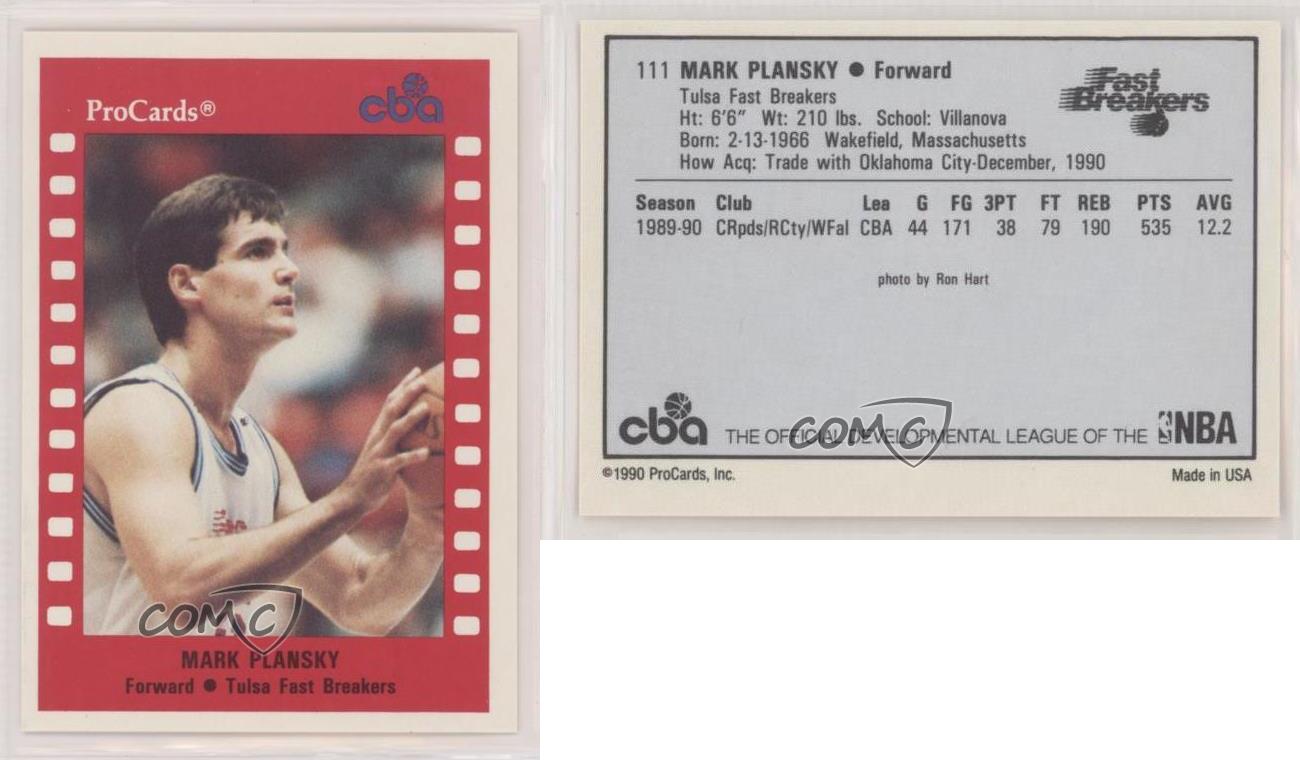 ProCards®
cba
MARK PLANSKY
Forward ● Tulsa Fast Breakers
COMC
111 MARK PLANSKY ● Forward
Fast Breakers
Tulsa Fast Breakers
Ht: 6'6" Wt: 210 lbs. School: Villanova
Born: 2-13-1966 Wakefield, Massachusetts
How Acq: Trade with Oklahoma City-December, 1990
Season Club Lea G FG 3PT FT REB PTS AVG
1989-90 CRpds/RCty/WFal CBA 44 171 38 79 190 535 12.2
photo by Ron Hart
cba THE OFFICIAL DEVELOPMENTAL LEAGUE OF THE NBA
COMC
©1990 ProCards, Inc. Made in USA